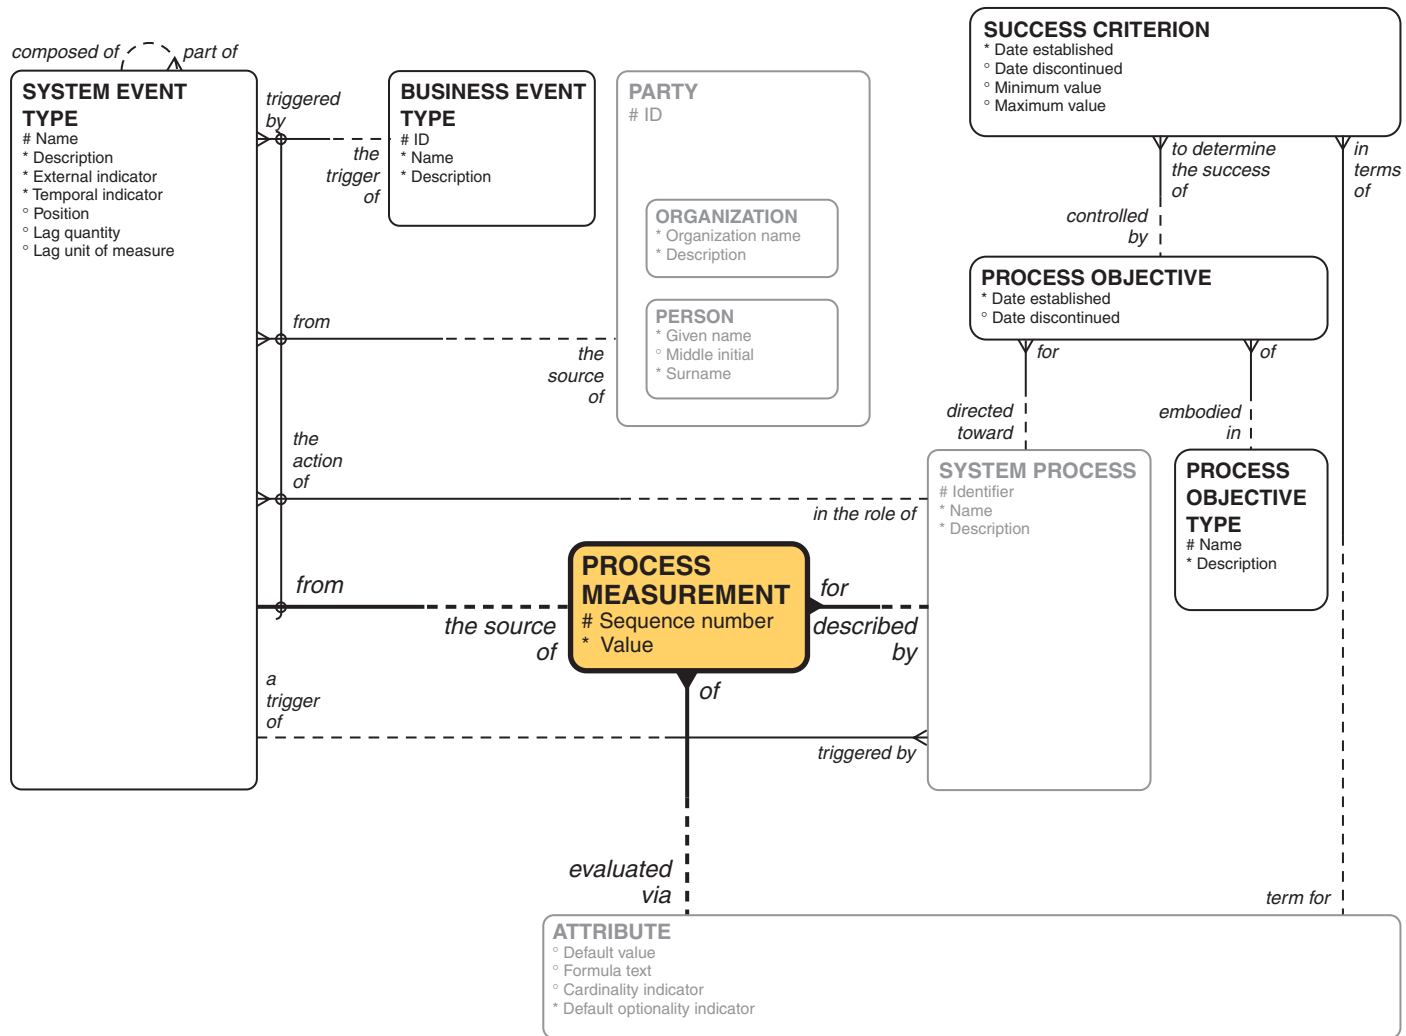 composed of
part of
SYSTEM EVENT
TYPE
# Name
* Description
* External indicator
* Temporal indicator
° Position
° Lag quantity
° Lag unit of measure
triggered
by
the
trigger
of
BUSINESS EVENT
TYPE
# ID
* Name
* Description
PARTY
# ID
ORGANIZATION
* Organization name
* Description
PERSON
* Given name
° Middle initial
* Surname
from
the
source
of
SUCCESS CRITERION
* Date established
° Date discontinued
° Minimum value
° Maximum value
to determine
the success
of
in
terms
of
controlled
by
PROCESS OBJECTIVE
* Date established
° Date discontinued
for
of
directed
toward
embodied
in
the
action
of
in the role of
SYSTEM PROCESS
# Identifier
* Name
* Description
PROCESS
OBJECTIVE
TYPE
# Name
* Description
from
the source
of
PROCESS
MEASUREMENT
# Sequence number
* Value
for
described
by
of
a
trigger
of
triggered by
evaluated
via
term for
ATTRIBUTE
° Default value
° Formula text
° Cardinality indicator
* Default optionality indicator